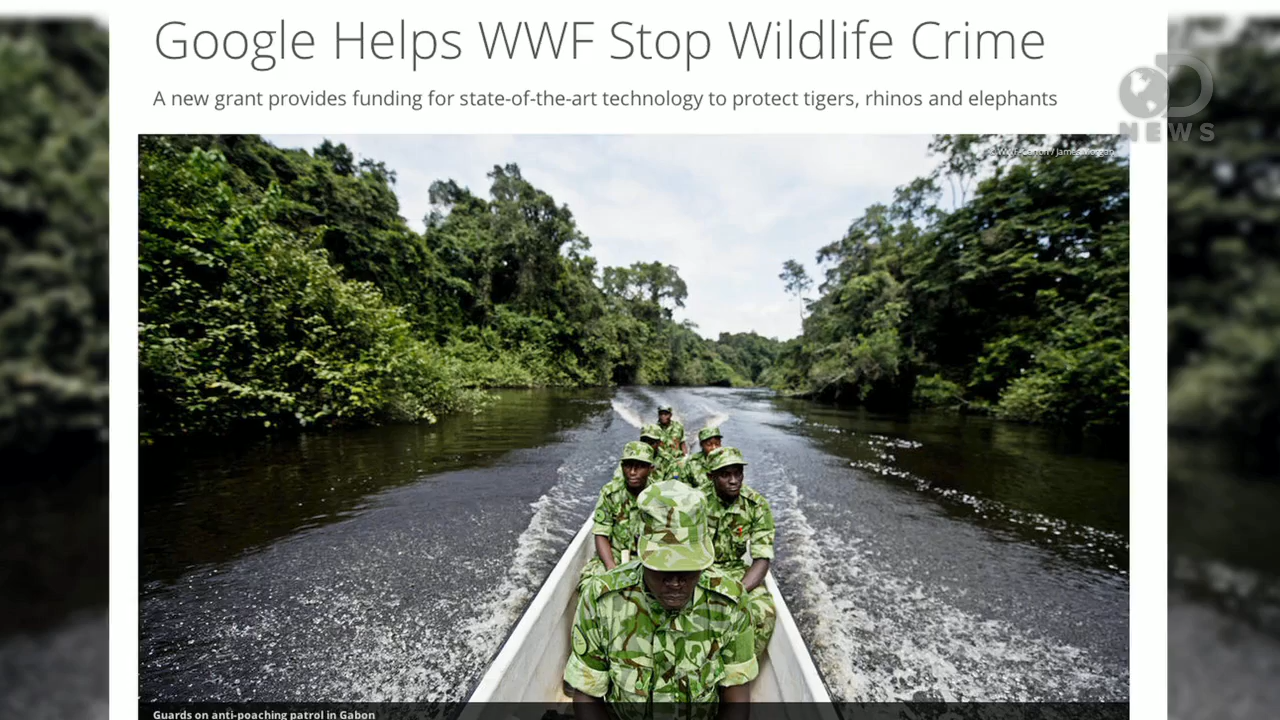 Google Helps WWF Stop Wildlife Crime
A new grant provides funding for state-of-the-art technology to protect tigers, rhinos and elephants
NEWS
Guards on anti-poaching patrol in Gabon